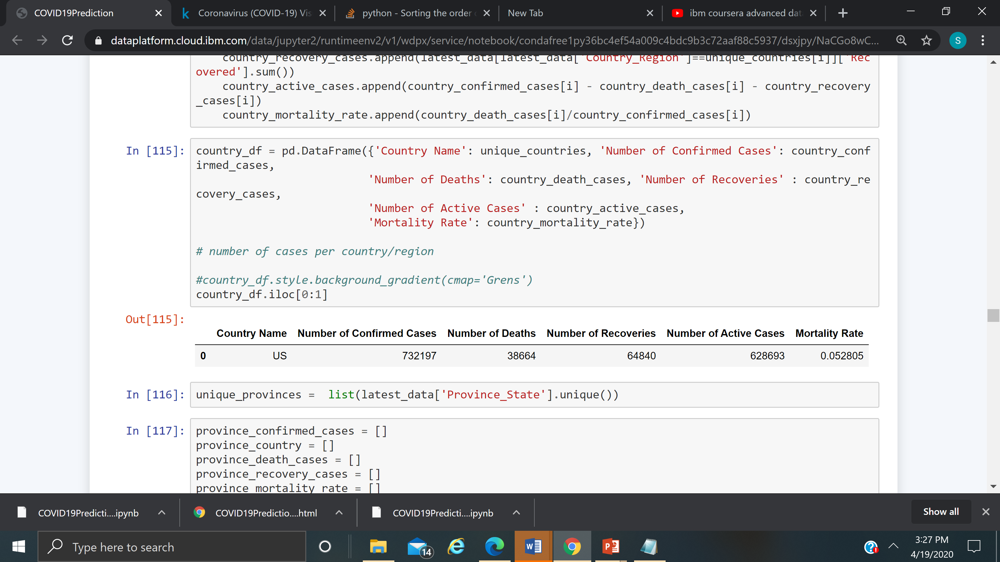 COVID19Prediction
Coronavirus (COVID-19) Vis
python - Sorting the order
New Tab
ibm coursera advanced dat
dataplatform.cloud.ibm.com/data/jupyter2/runtimeenv2/v1/wdpx/service/notebook/condafree1py36bc4ef54a009c4bdc9b3c72aaf88c5937/dsxjpy/NaCGo8wC...
S
country_recovery_cases.append(latest_data[latest_data['Country_Region']==unique_countries[i]]['Rec
overed'].sum())
country_active_cases.append(country_confirmed_cases[i] - country_death_cases[i] - country_recovery
_cases[i])
country_mortality_rate.append(country_death_cases[i]/country_confirmed_cases[i])
In [115]:
country_df = pd.DataFrame({'Country Name': unique_countries, 'Number of Confirmed Cases': country_conf
irmed_cases,
'Number of Deaths': country_death_cases, 'Number of Recoveries' : country_re
covery_cases,
'Number of Active Cases' : country_active_cases,
'Mortality Rate': country_mortality_rate})
# number of cases per country/region
#country_df.style.background_gradient(cmap='Grens')
country_df.iloc[0:1]
Out[115]:
Country Name Number of Confirmed Cases Number of Deaths Number of Recoveries Number of Active Cases Mortality Rate
0 US 732197 38664 64840 628693 0.052805
In [116]:
unique_provinces =  list(latest_data['Province_State'].unique())
In [117]:
province_confirmed_cases = []
province_country = []
province_death_cases = []
province_recovery_cases = []
province_mortality_rate = []
COVID19Predicti....ipynb
COVID19Predictio....html
COVID19Predicti....ipynb
Show all
Type here to search
14
3:27 PM
4/19/2020